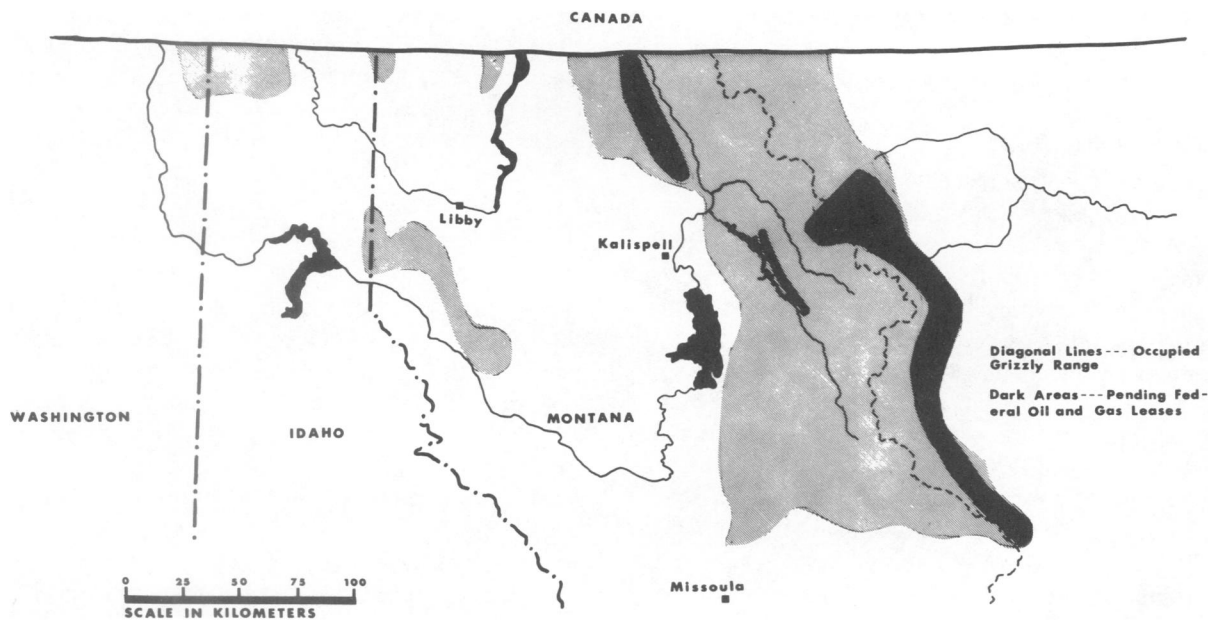 CANADA
Libby
Kalispell
Diagonal Lines---Occupied
Grizzly Range
Dark Areas---Pending Fed-
eral Oil and Gas Leases
WASHINGTON
IDAHO
MONTANA
0 25 50 75 100
SCALE IN KILOMETERS
Missoula